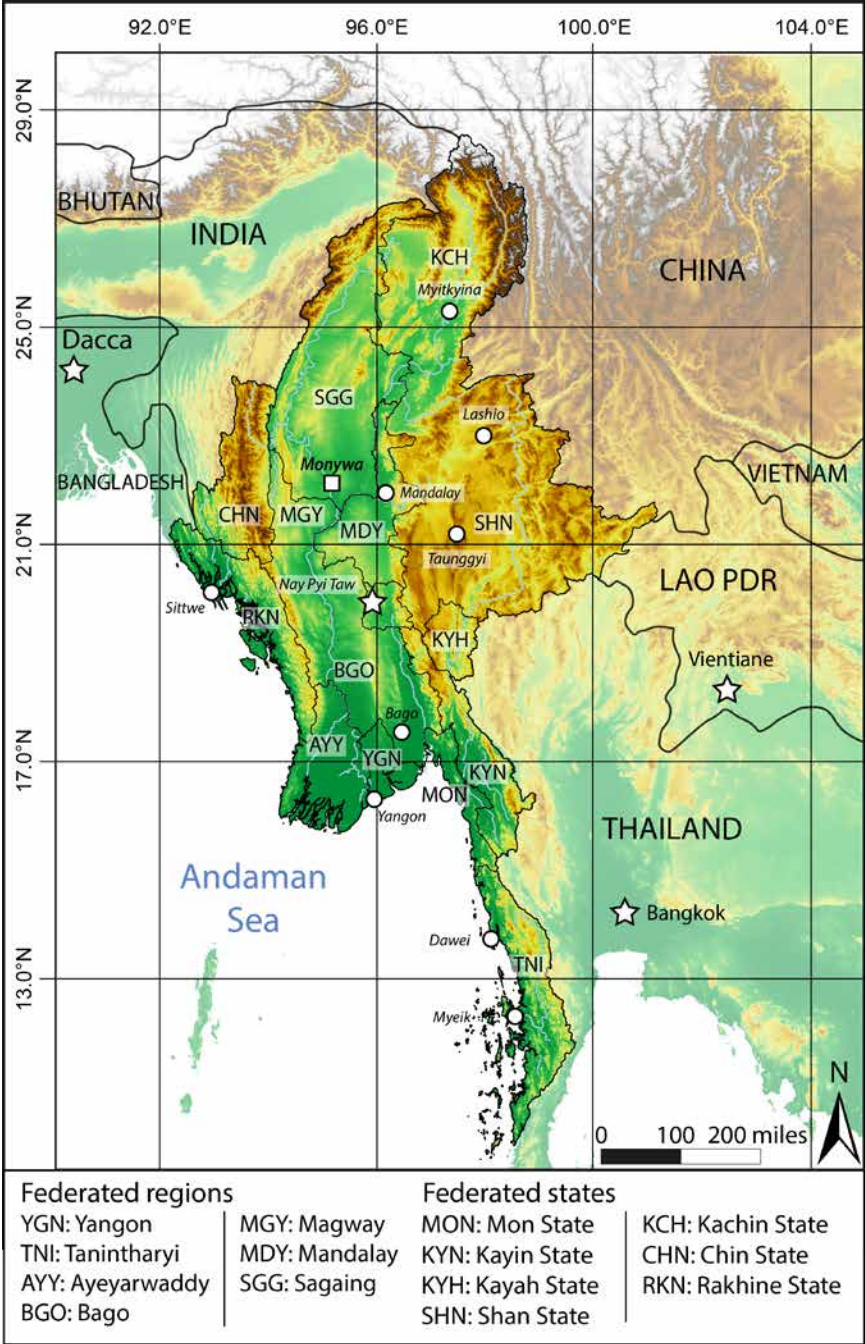 92.0°E 96.0°E 100.0°E 104.0°E
29.0°N
BHUTAN
INDIA
KCH
CHINA
Myitkyina
25.0°N
Dacca
SGG
Lashio
Monywa
VIETNAM
BANGLADESH
Mandalay
CHN
MGY
SHN
MDY
21.0°N
Taunggyi
Nay Pyi Taw
LAO PDR
Sittwe
RKN
KYH
Vientiane
BGO
Bago
AYY
YGN
17.0°N
KYN
MON
Yangon
THAILAND
Andaman
Sea
Bangkok
Dawei
TNI
13.0°N
Myeik
N
0 100 200 miles
Federated regions
YGN: Yangon
TNI: Tanintharyi
AYY: Ayeyarwaddy
BGO: Bago
MGY: Magway
MDY: Mandalay
SGG: Sagaing
Federated states
MON: Mon State
KYN: Kayin State
KYH: Kayah State
SHN: Shan State
KCH: Kachin State
CHN: Chin State
RKN: Rakhine State